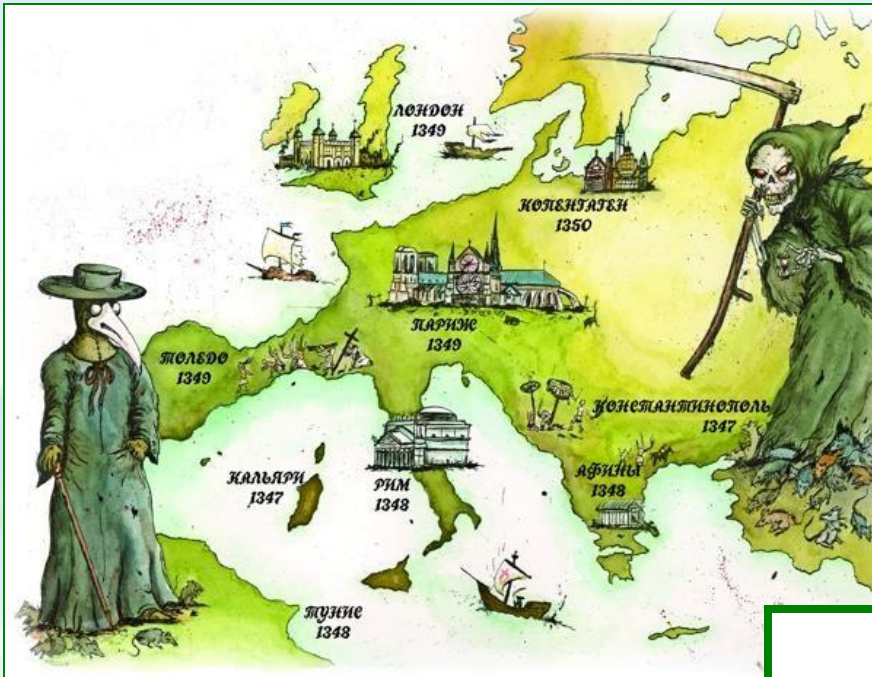 ЛОНДОН
1349
КОПЕНГАГЕН
1350
ПАРИЖ
1349
ТОЛЕДО
1349
КОНСТАНТИНОПОЛЬ
1347
КАЛЬЯРИ
1347
РИМ
1348
АФИНЫ
1348
ТУНИС
1348